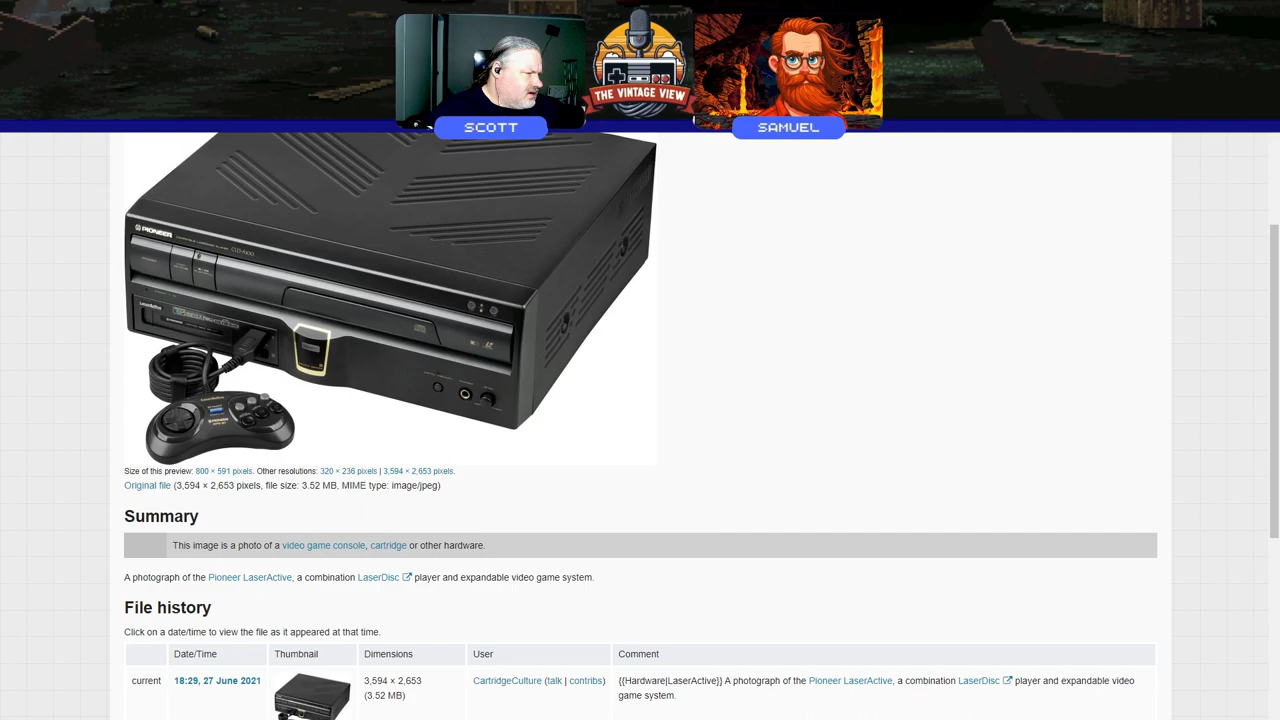 THE VINTAGE VIEW
SCOTT
SAMUEL
PIONEER
CLD-A100
LaserActive
Size of this preview: 800 × 591 pixels. Other resolutions: 320 × 236 pixels | 3,594 × 2,653 pixels.
Original file (3,594 × 2,653 pixels, file size: 3.52 MB, MIME type: image/jpeg)
Summary
This image is a photo of a video game console, cartridge or other hardware.
A photograph of the Pioneer LaserActive, a combination LaserDisc player and expandable video game system.
File history
Click on a date/time to view the file as it appeared at that time.
Date/Time Thumbnail Dimensions User Comment
current 18:29, 27 June 2021 3,594 × 2,653 CartridgeCulture (talk | contribs) {{Hardware|LaserActive}} A photograph of the Pioneer LaserActive, a combination LaserDisc player and expandable video
(3.52 MB) game system.